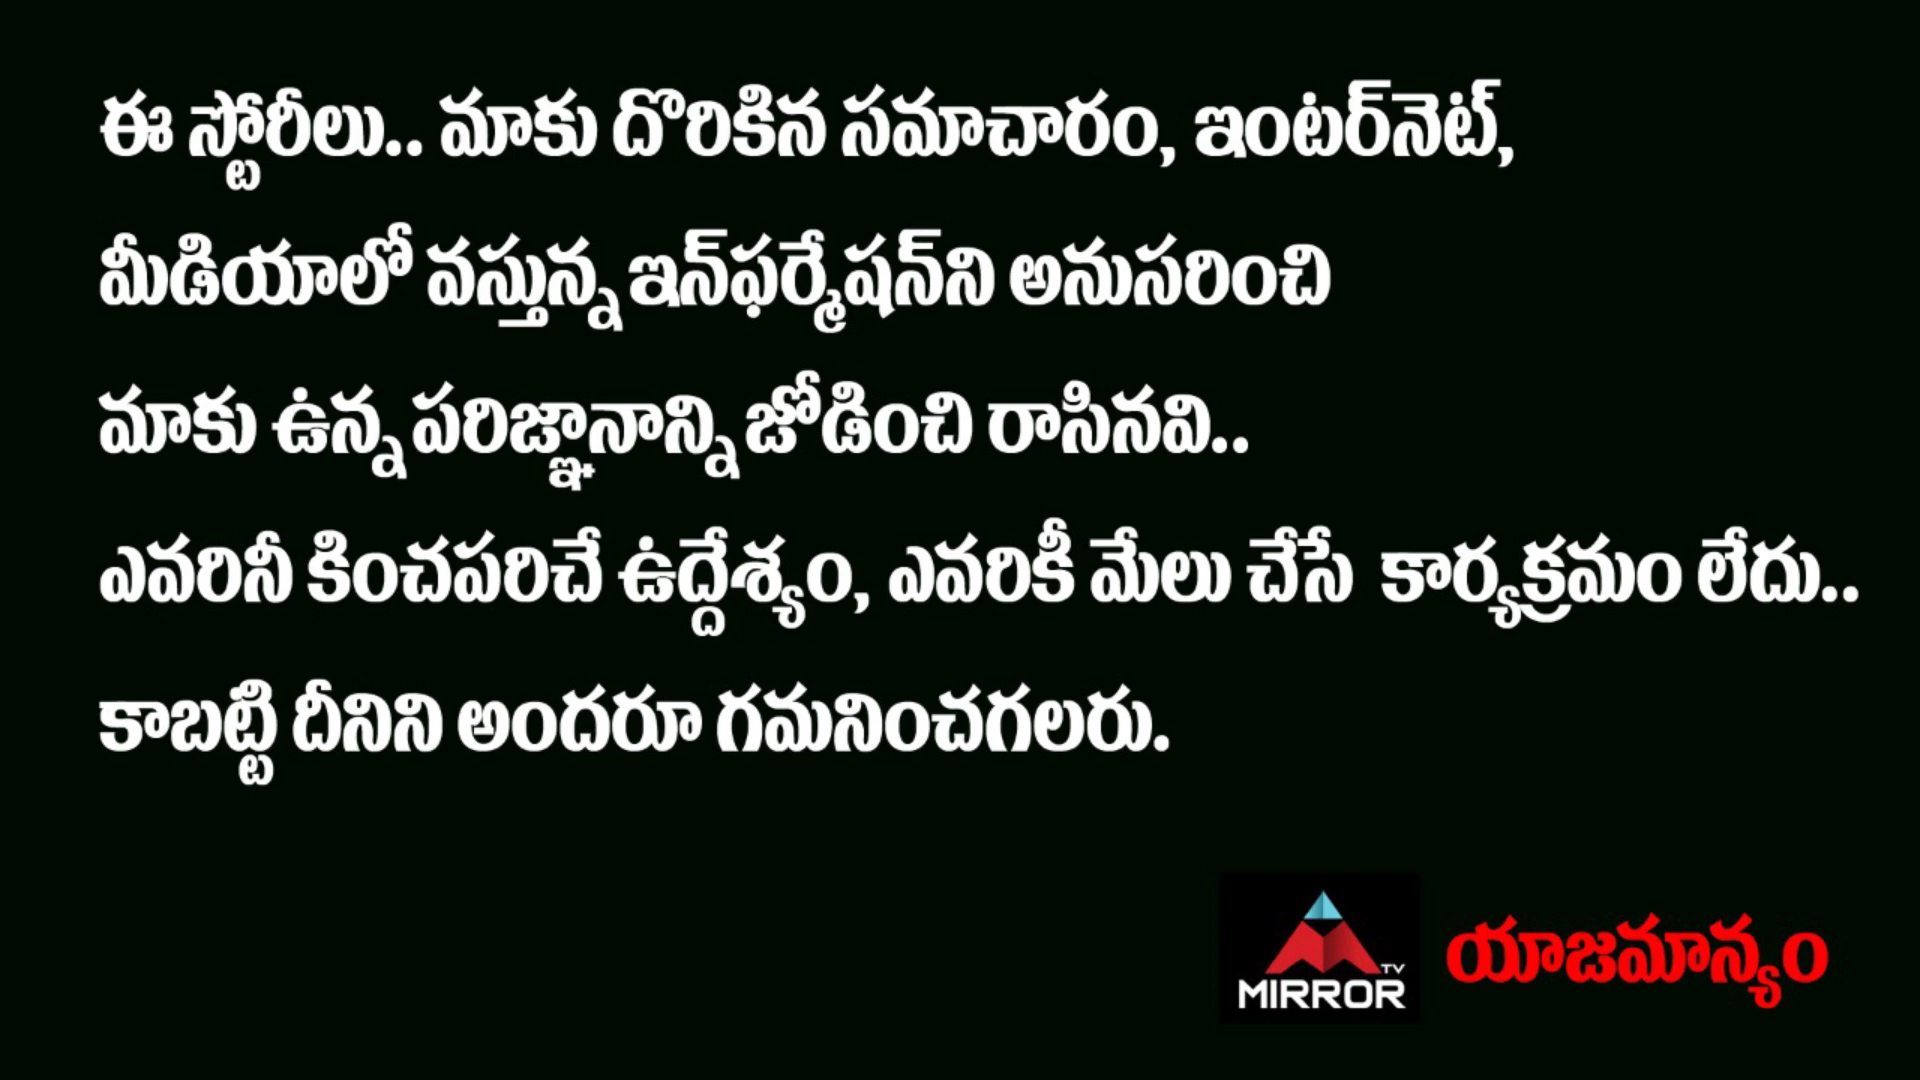 ఈ స్టోరీలు.. మాకు దొరికిన సమాచారం, ఇంటర్‌నెట్,
మీడియాలో వస్తున్న ఇన్‌ఫర్మేషన్‌ని అనుసరించి
మాకు ఉన్న పరిజ్ఞానాన్ని జోడించి రాసినవి..
ఎవరినీ కించపరిచే ఉద్దేశ్యం, ఎవరికీ మేలు చేసే కార్యక్రమం లేదు..
కాబట్టి దీనిని అందరూ గమనించగలరు.
MIRROR TV యాజమాన్యం